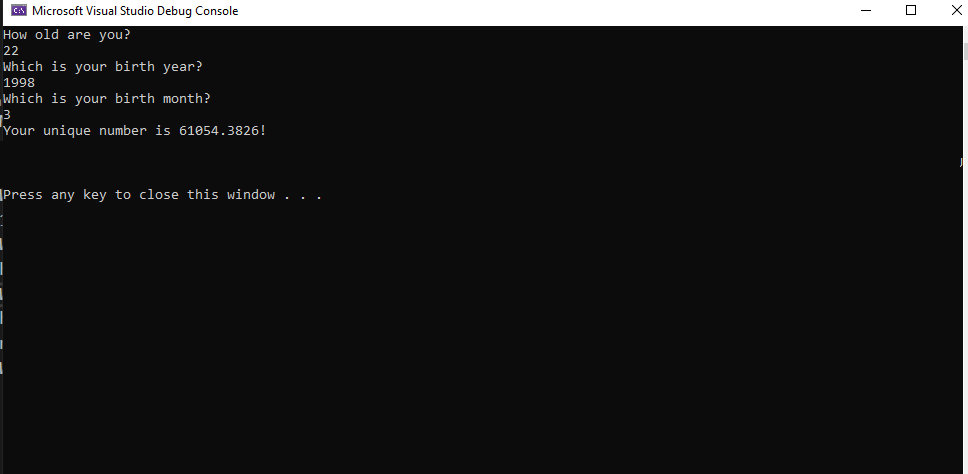 Microsoft Visual Studio Debug Console
How old are you?
22
Which is your birth year?
1998
Which is your birth month?
3
Your unique number is 61054.3826!
Press any key to close this window . . .